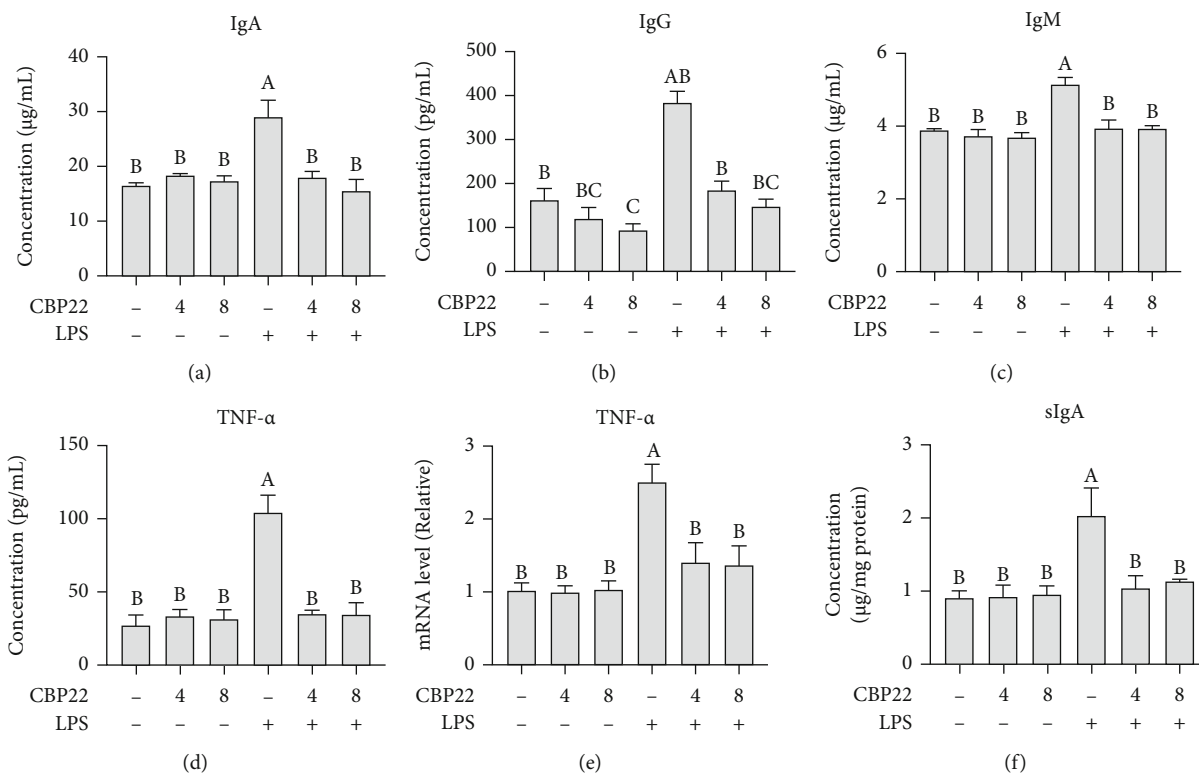 IgA
Concentration (μg/mL)
40
30
20
10
0
A
B B B B B
CBP22 – 4 8 – 4 8
LPS – – – + + +
(a)
IgG
Concentration (pg/mL)
500
400
300
200
100
0
AB
B BC C B BC
– 4 8 – 4 8
– – – + + +
(b)
IgM
Concentration (μg/mL)
6
4
2
0
A
B B B B B
– 4 8 – 4 8
– – – + + +
(c)
TNF-α
Concentration (pg/mL)
150
100
50
0
A
B B B B B
CBP22 – 4 8 – 4 8
LPS – – – + + +
(d)
TNF-α
mRNA level (Relative)
3
2
1
0
A
B B B B B
CBP22 – 4 8 – 4 8
LPS – – – + + +
(e)
sIgA
Concentration
(μg/mg protein)
3
2
1
0
A
B B B B B
CBP22 – 4 8 – 4 8
LPS – – – + + +
(f)